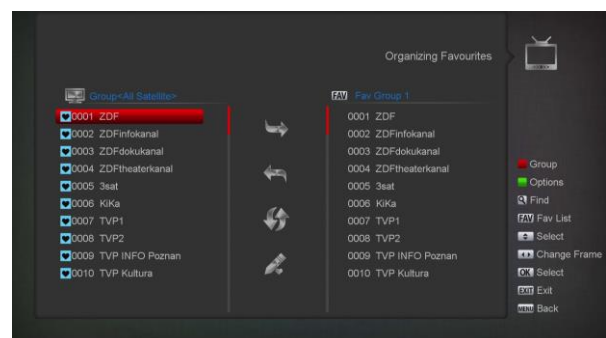 Organizing Favourites
Group<All Satellite>
0001 ZDF
0002 ZDFinfokanal
0003 ZDFdokukanal
0004 ZDFtheaterkanal
0005 3sat
0006 KiKa
0007 TVP1
0008 TVP2
0009 TVP INFO Poznan
0010 TVP Kultura
FAV Fav Group 1
0001 ZDF
0002 ZDFinfokanal
0003 ZDFdokukanal
0004 ZDFtheaterkanal
0005 3sat
0006 KiKa
0007 TVP1
0008 TVP2
0009 TVP INFO Poznan
0010 TVP Kultura
Group
Options
Find
FAV Fav List
Select
Change Frame
OK Select
EXIT Exit
MENU Back